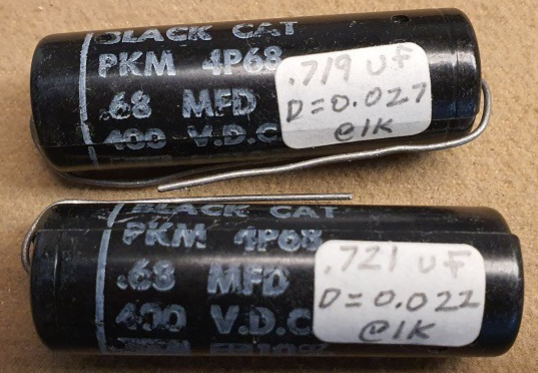 BLACK CAT
PKM 4P68
.68 MFD
400 V.D.C
.719 UF
D=0.027
@1K
BLACK CAT
PKM 4P68
.68 MFD
400 V.D.C
.721 UF
D=0.022
@1K